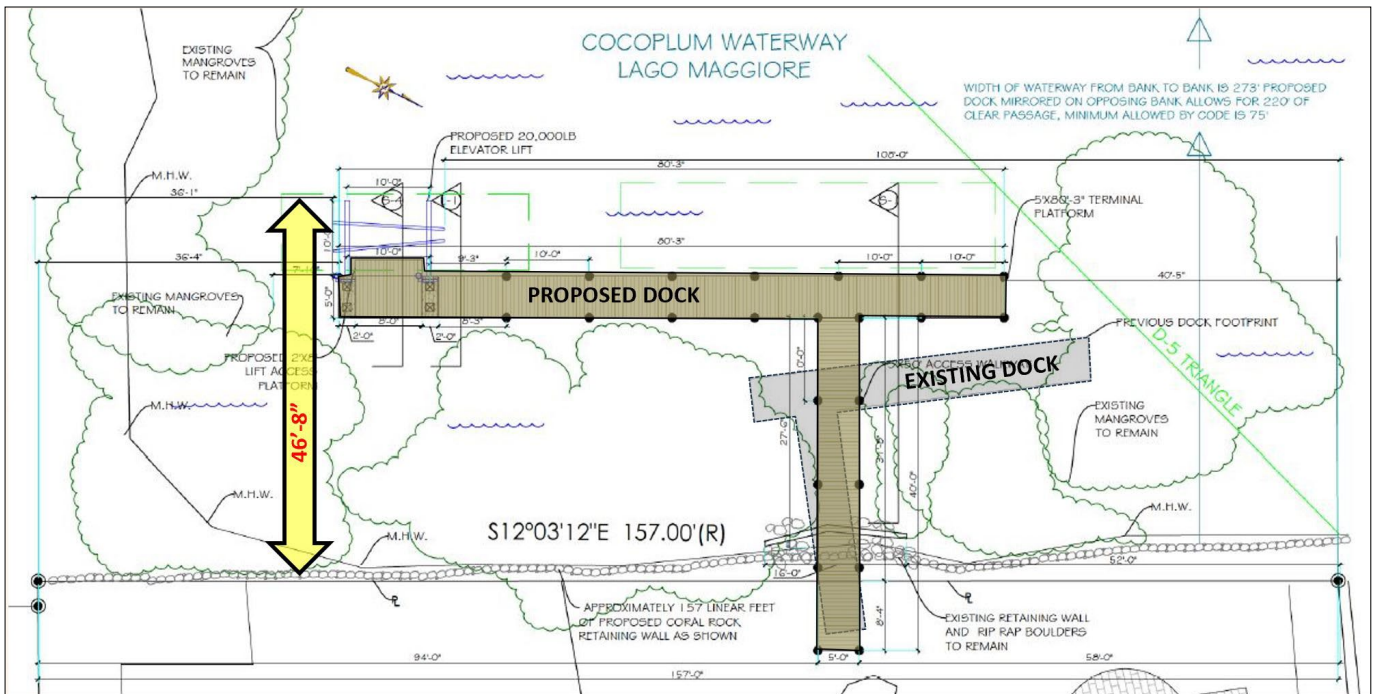 COCOPLUM WATERWAY
LAGO MAGGIORE
EXISTING
MANGROVES
TO REMAIN
WIDTH OF WATERWAY FROM BANK TO BANK IS 273' PROPOSED
DOCK MIRRORED ON OPPOSING BANK ALLOWS FOR 220' OF
CLEAR PASSAGE, MINIMUM ALLOWED BY CODE IS 75'
PROPOSED 20,000LB
ELEVATOR LIFT
108'-0"
80'-3"
M.H.W.
36'-1"
10'-0"
5'X80'-3" TERMINAL
PLATFORM
80'-3"
10'-0"
9'-3"
10'-0"
10'-0"
10'-0"
36'-4"
40'-5"
5'-0"
PROPOSED DOCK
EXISTING MANGROVES
TO REMAIN
2'-0"
8'-0"
2'-0"
8'-3"
PREVIOUS DOCK FOOTPRINT
PROPOSED 2'X8'
LIFT ACCESS
PLATFORM
ACCESS
EXISTING DOCK
D-5 TRIANGLE
M.H.W.
46'-8"
27'-6"
40'-0"
EXISTING
MANGROVES
TO REMAIN
M.H.W.
M.H.W.
M.H.W.
S12°03'12"E 157.00'(R)
52'-0"
16'-0"
8'-4"
APPROXIMATELY 157 LINEAR FEET
OF PROPOSED CORAL ROCK
RETAINING WALL AS SHOWN
EXISTING RETAINING WALL
AND RIP RAP BOULDERS
TO REMAIN
94'-0"
5'-0"
58'-0"
157'-0"